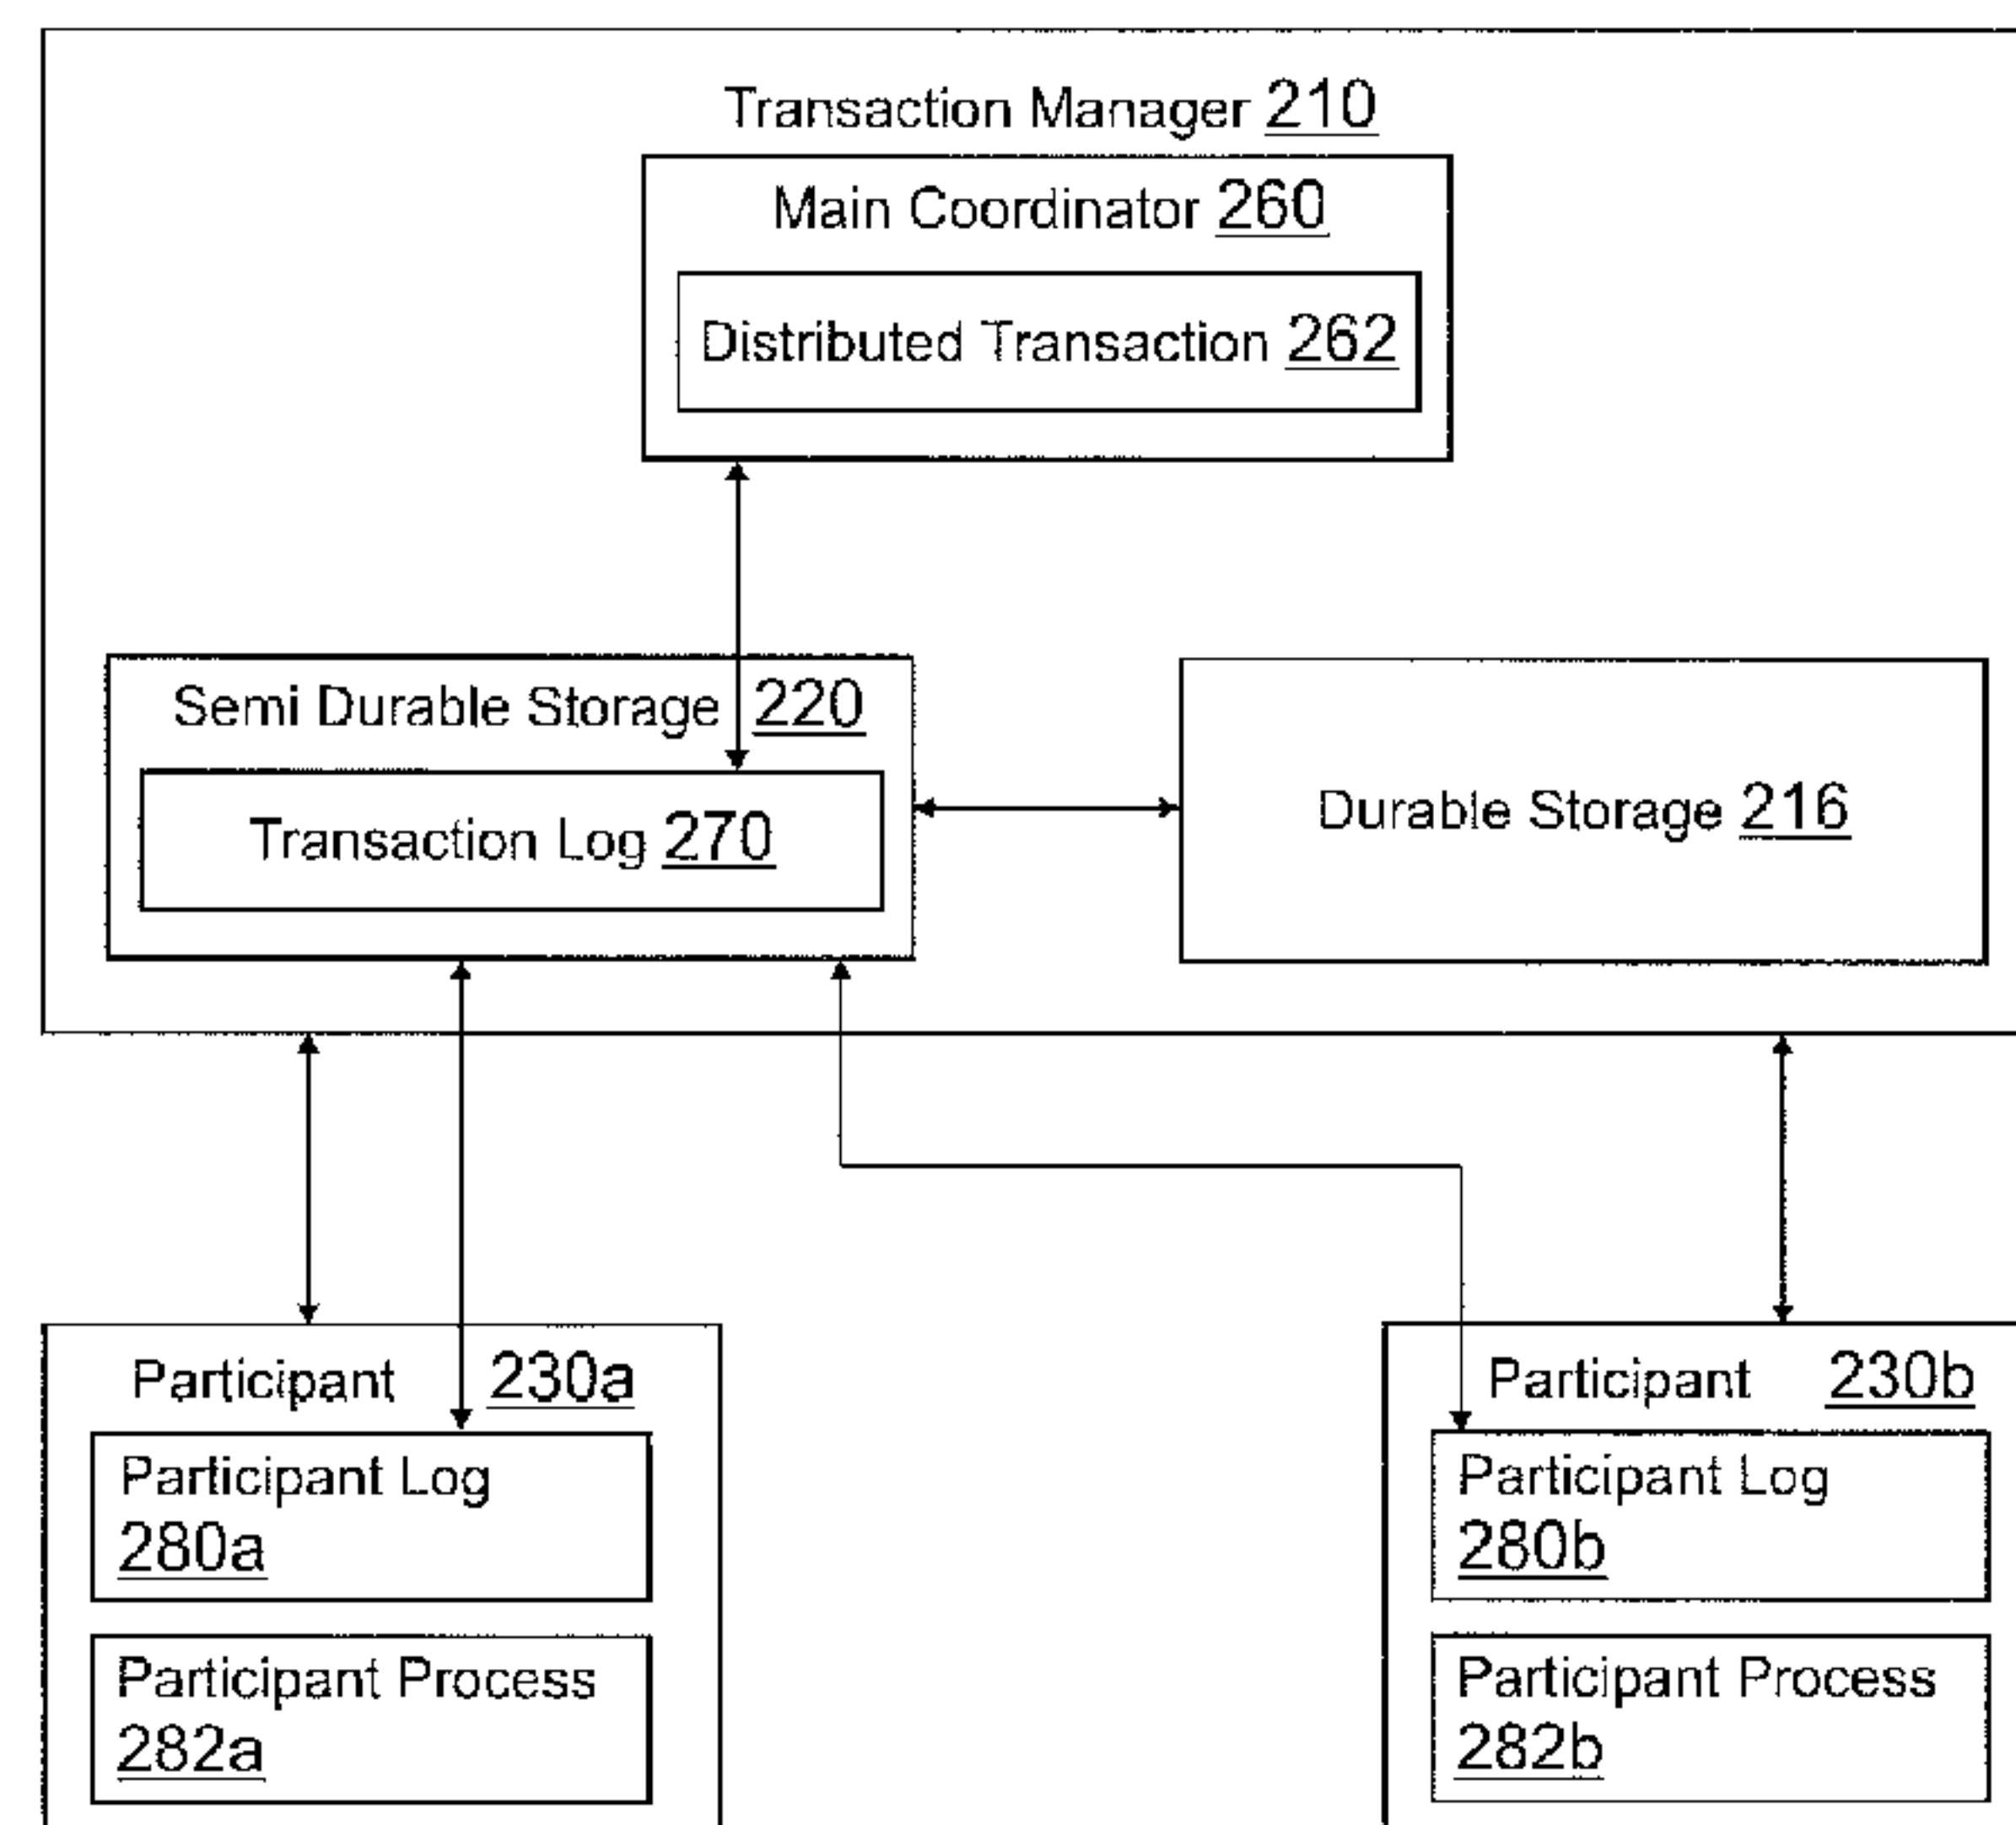 Transaction Manager 210
Main Coordinator 260
Distributed Transaction 262
Semi Durable Storage 220
Transaction Log 270
Durable Storage 216
Participant 230a
Participant Log
280a
Participant Process
282a
Participant 230b
Participant Log
280b
Participant Process
282b